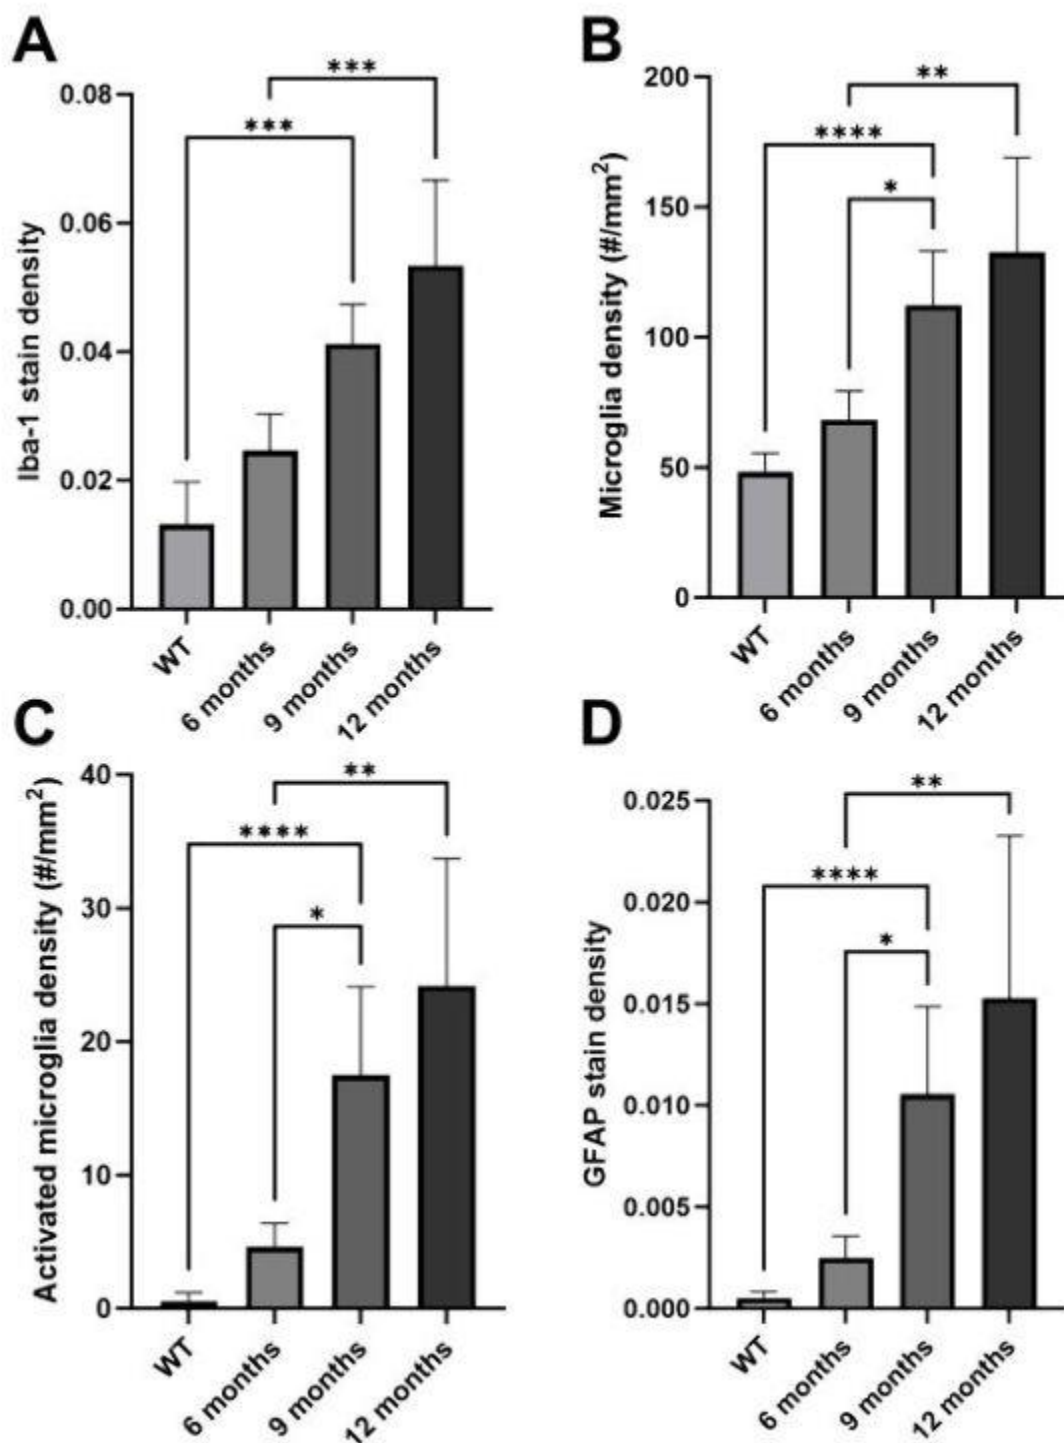 A
Iba-1 stain density
0.08
0.06
0.04
0.02
0.00
***
***
WT
6 months
9 months
12 months
B
Microglia density (#/mm²)
200
150
100
50
0
**
****
*
WT
6 months
9 months
12 months
C
Activated microglia density (#/mm²)
40
30
20
10
0
**
****
*
WT
6 months
9 months
12 months
D
GFAP stain density
0.025
0.020
0.015
0.010
0.005
0.000
**
****
*
WT
6 months
9 months
12 months